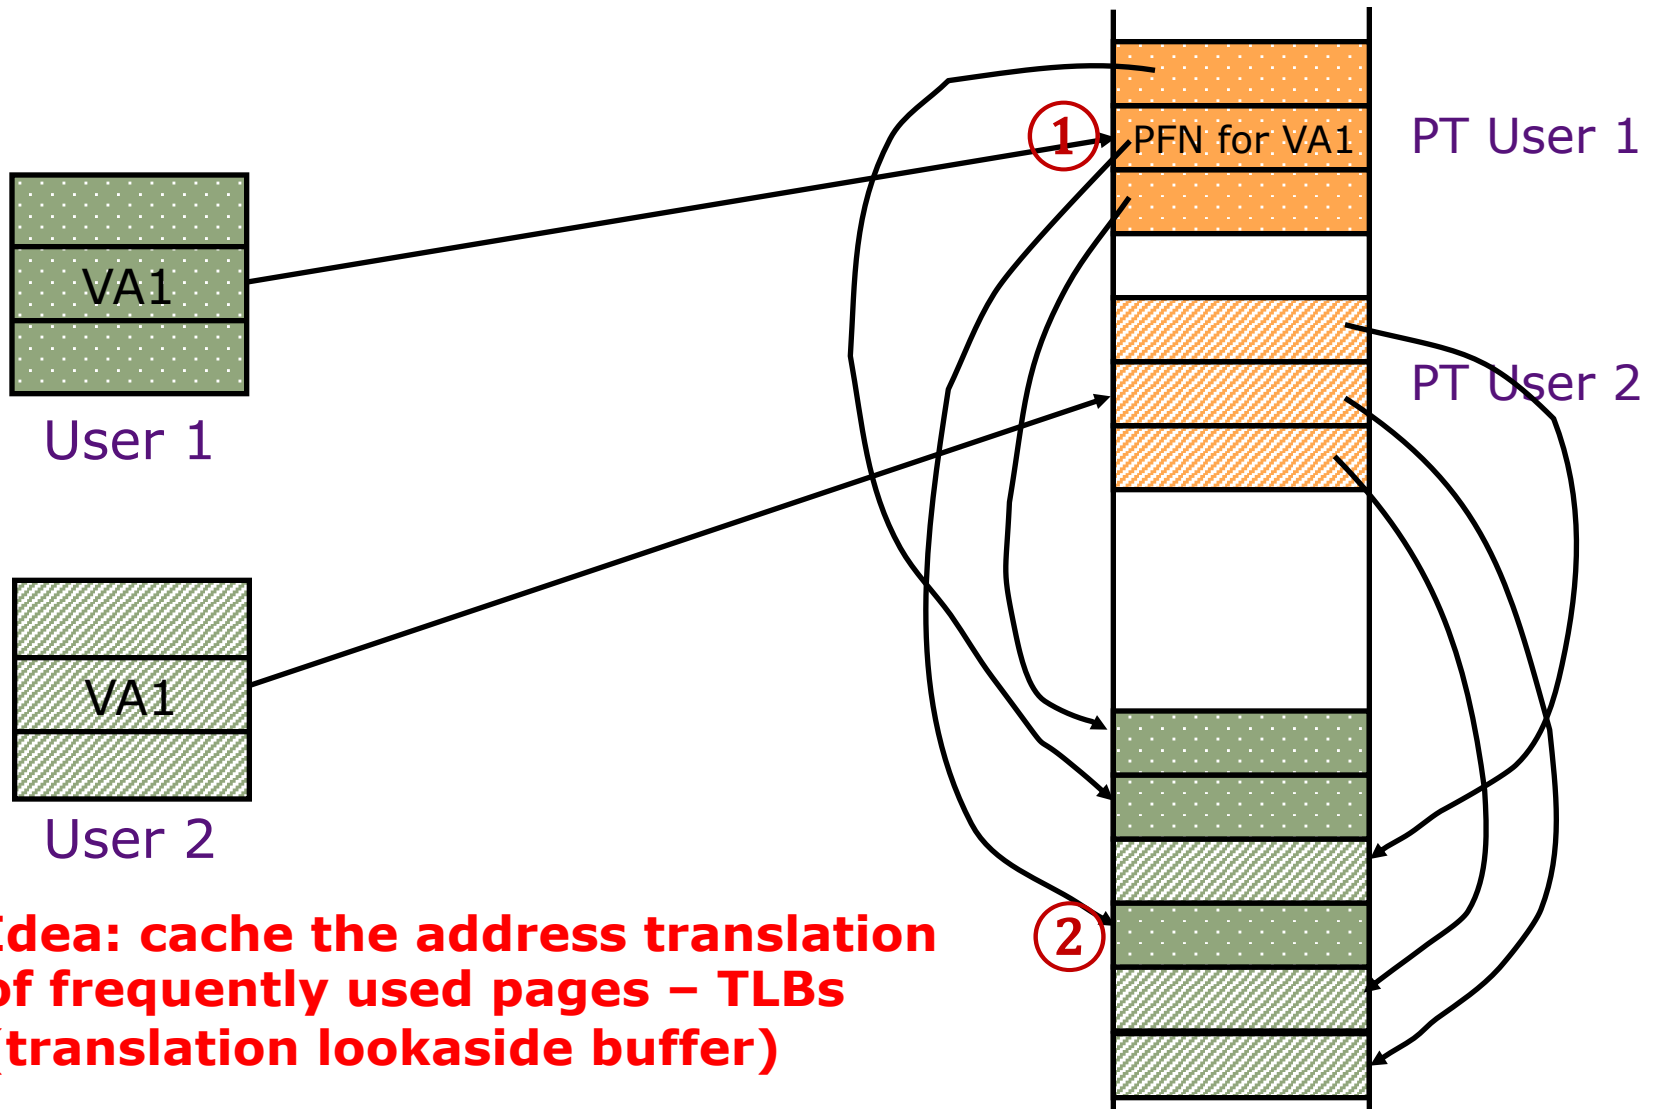 ①
PFN for VA1
PT User 1
VA1
User 1
PT User 2
VA1
User 2
Idea: cache the address translation
of frequently used pages – TLBs
(translation lookaside buffer)
②